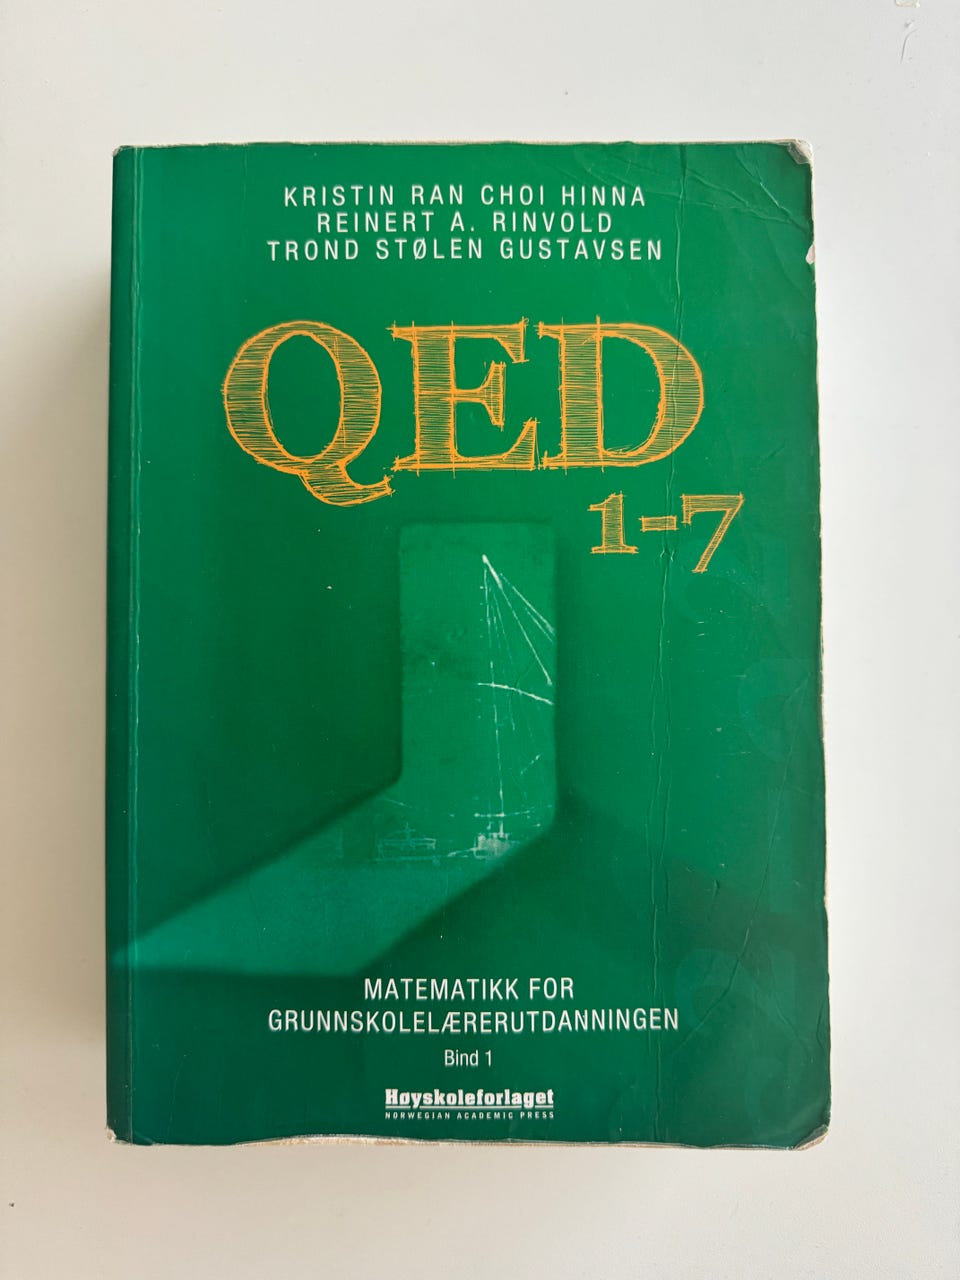 KRISTIN RAN CHOI HINNA
REINERT A. RINVOLD
TROND STØLEN GUSTAVSEN
QED
1-7
MATEMATIKK FOR
GRUNNSKOLELÆRERUTDANNINGEN
Bind 1
Høyskoleforlaget
NORWEGIAN ACADEMIC PRESS